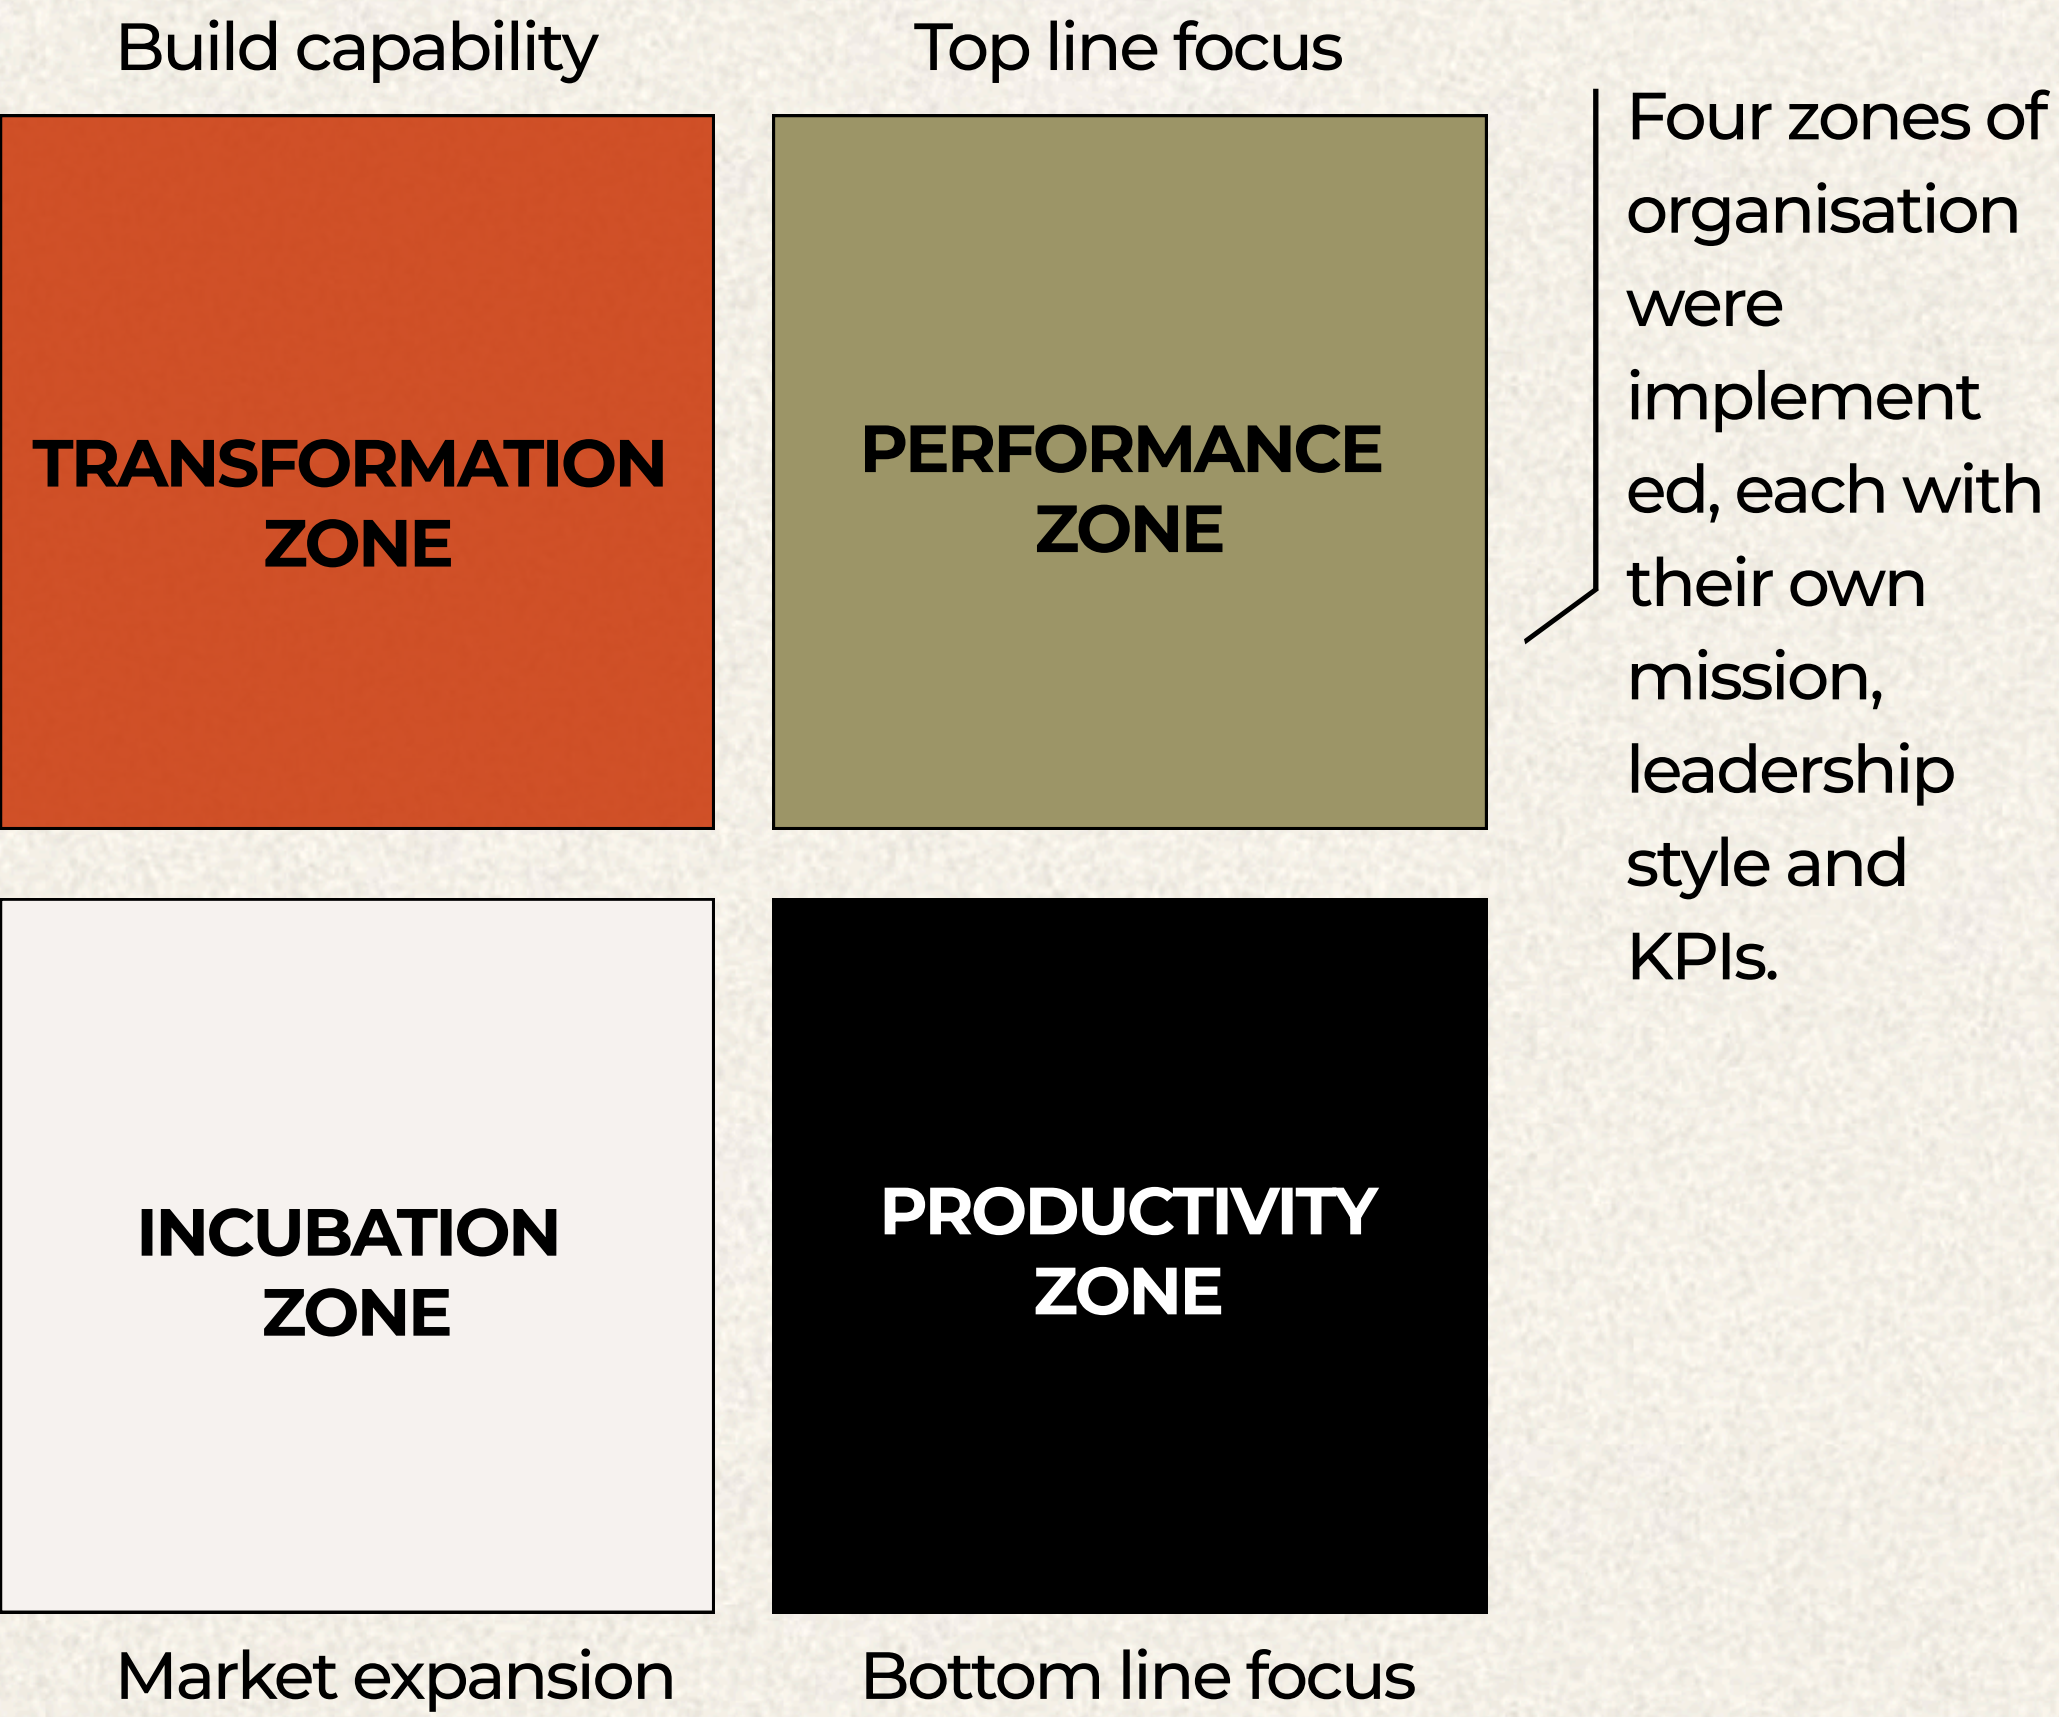 Build capability
Top line focus
TRANSFORMATION
ZONE
PERFORMANCE
ZONE
Four zones of
organisation
were
implement
ed, each with
their own
mission,
leadership
style and
KPIs.
INCUBATION
ZONE
PRODUCTIVITY
ZONE
Market expansion
Bottom line focus